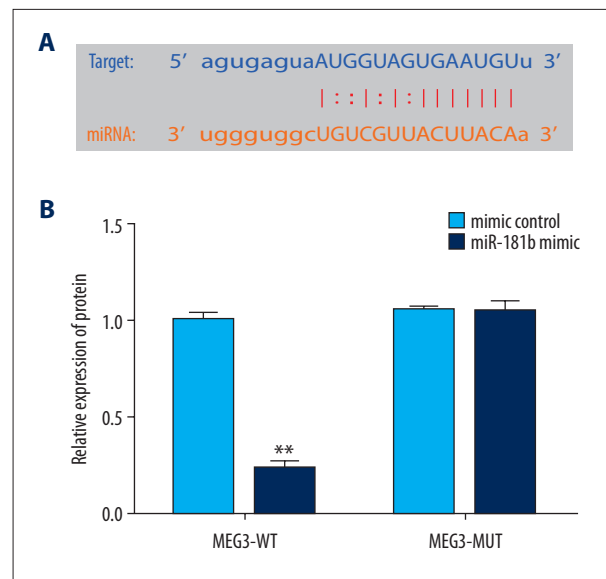 A
Target: 5’ agugaguaAUGGUAGUGAAUGUu 3’
|::|:|:|||||||
miRNA: 3’ uggguggcUGUCGUUACUUACAa 3’
B
mimic control
miR-181b mimic
Relative expression of protein
1.5
1.0
0.5
0.0
**
MEG3-WT
MEG3-MUT